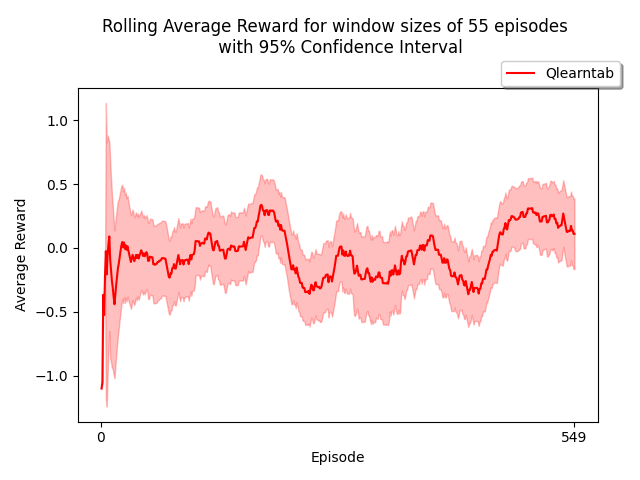 Rolling Average Reward for window sizes of 55 episodes
with 95% Confidence Interval
Qlearntab
1.0
0.5
0.0
−0.5
−1.0
Average Reward
0
549
Episode